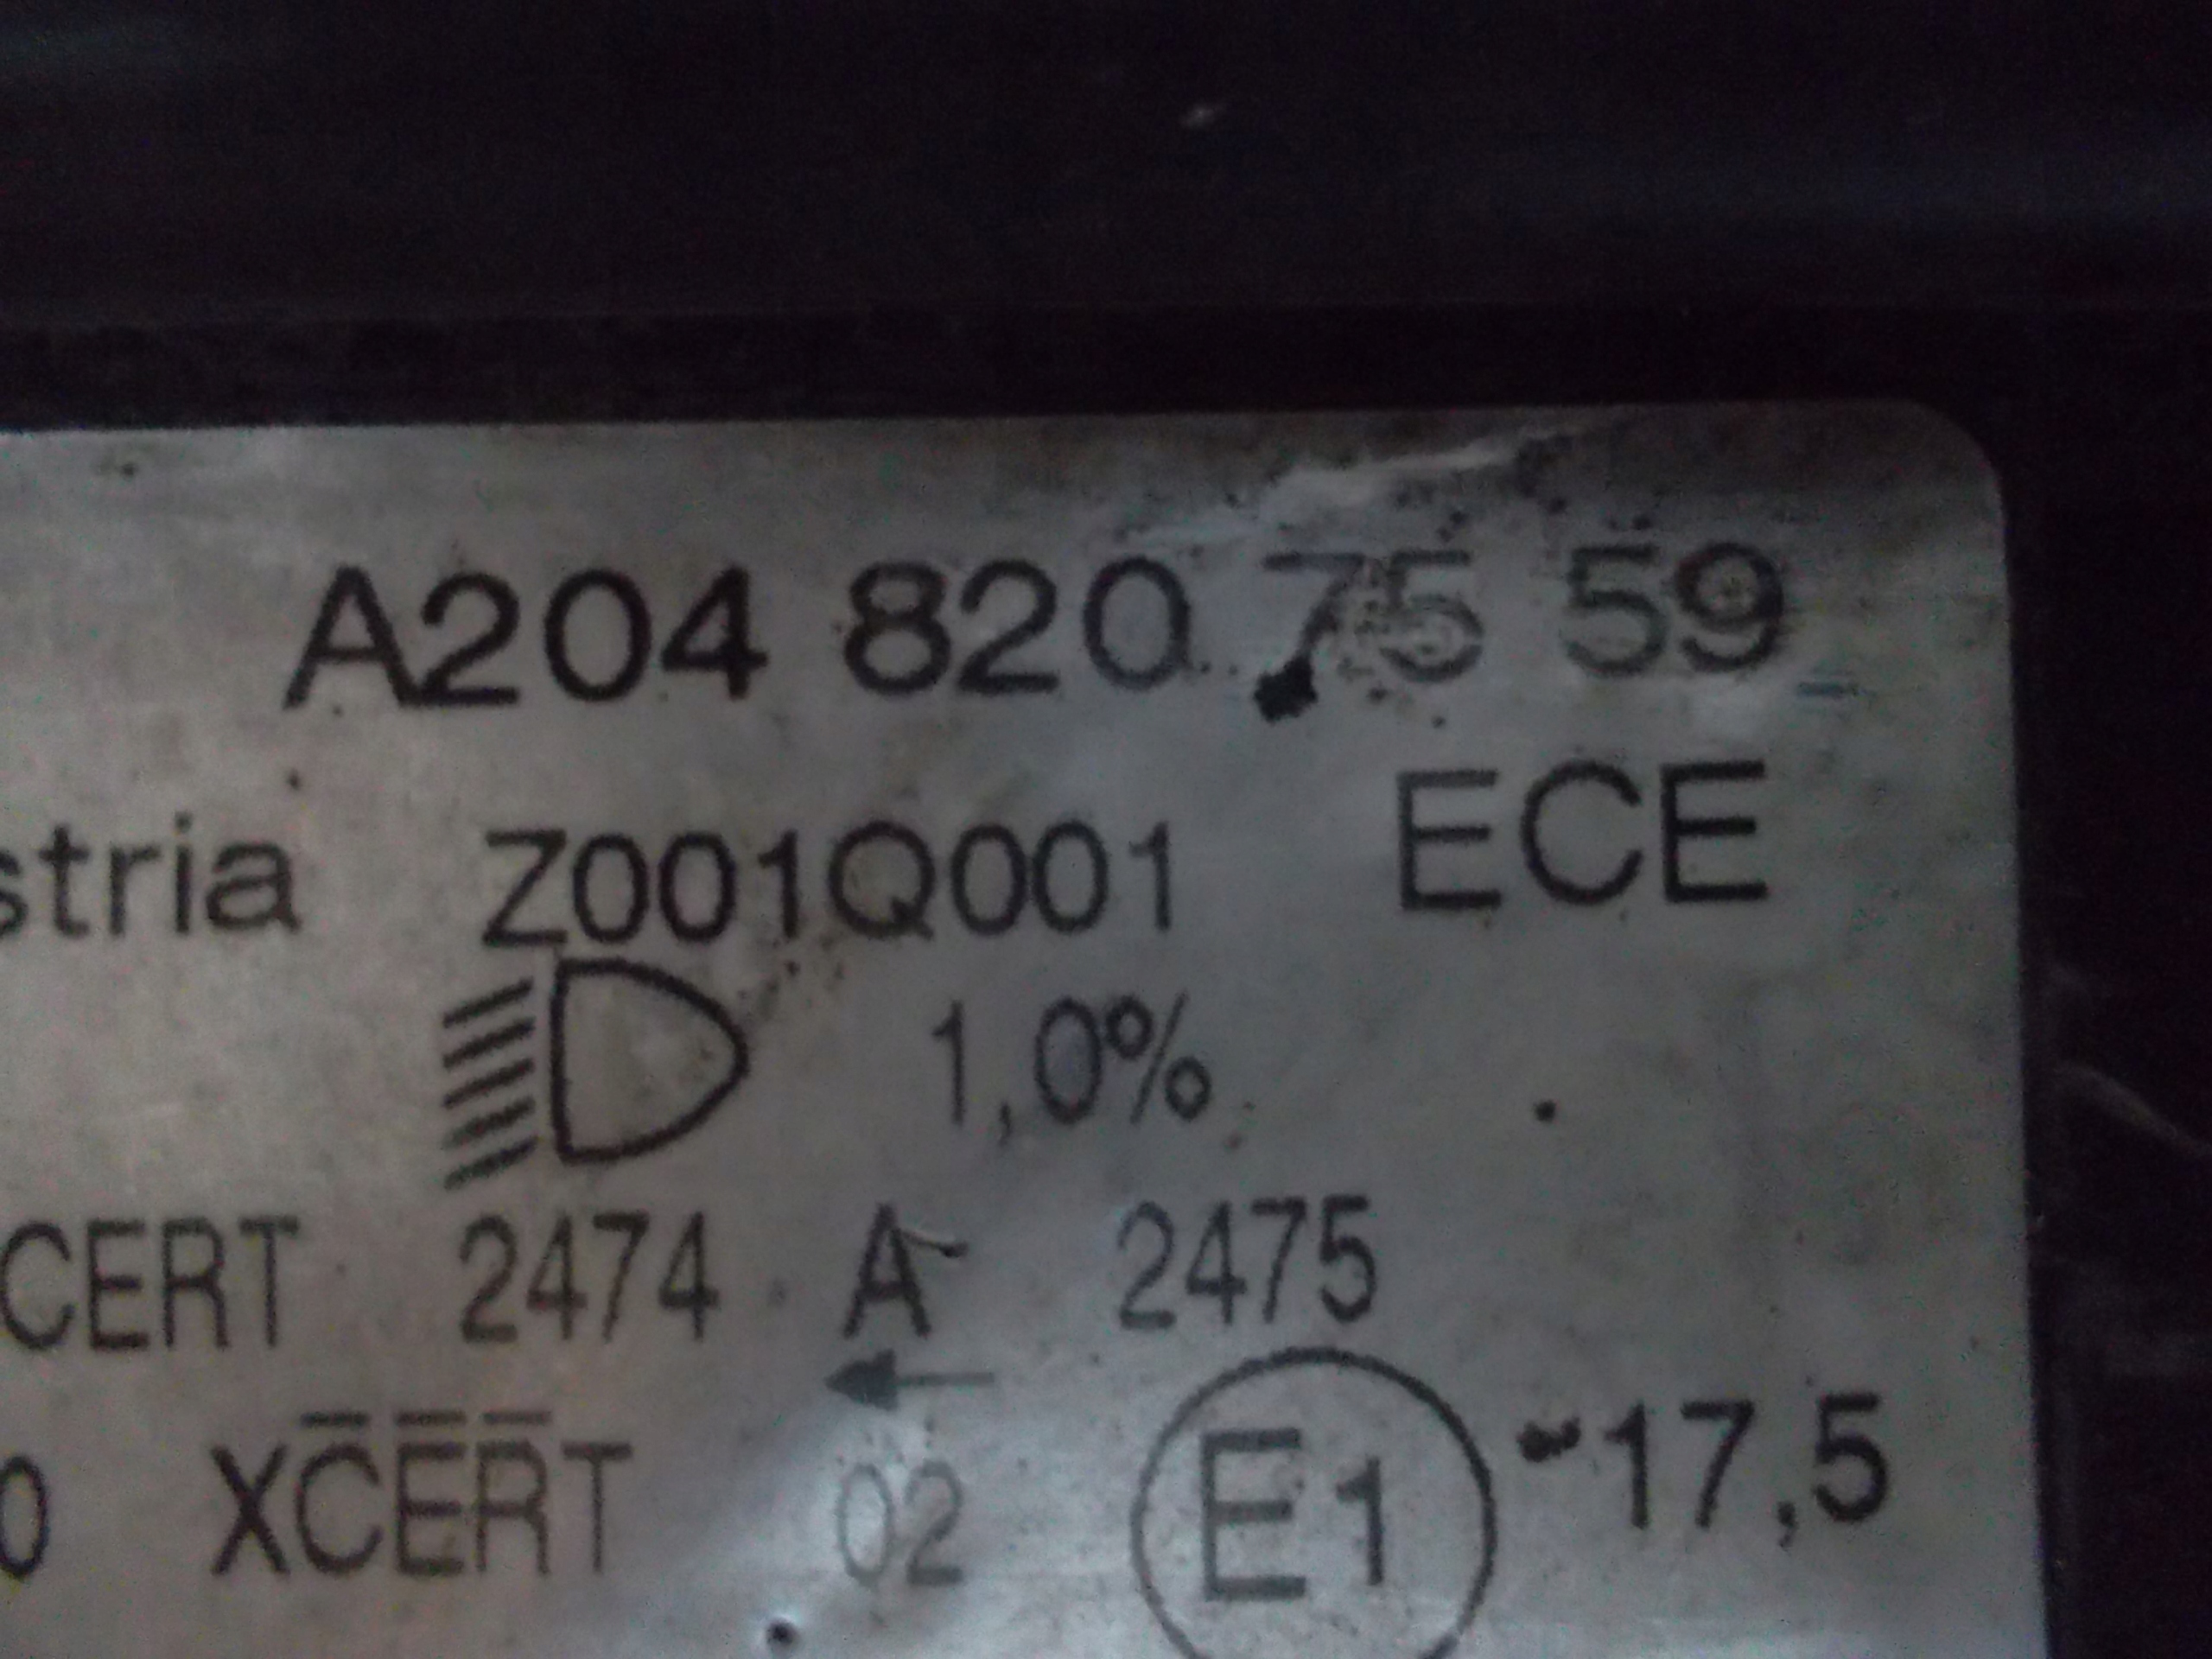 A204 820 75 59
stria Z001Q001 ECE
1,0%
CERT 2474 A 2475
0 XCERT 02 E1 17,5